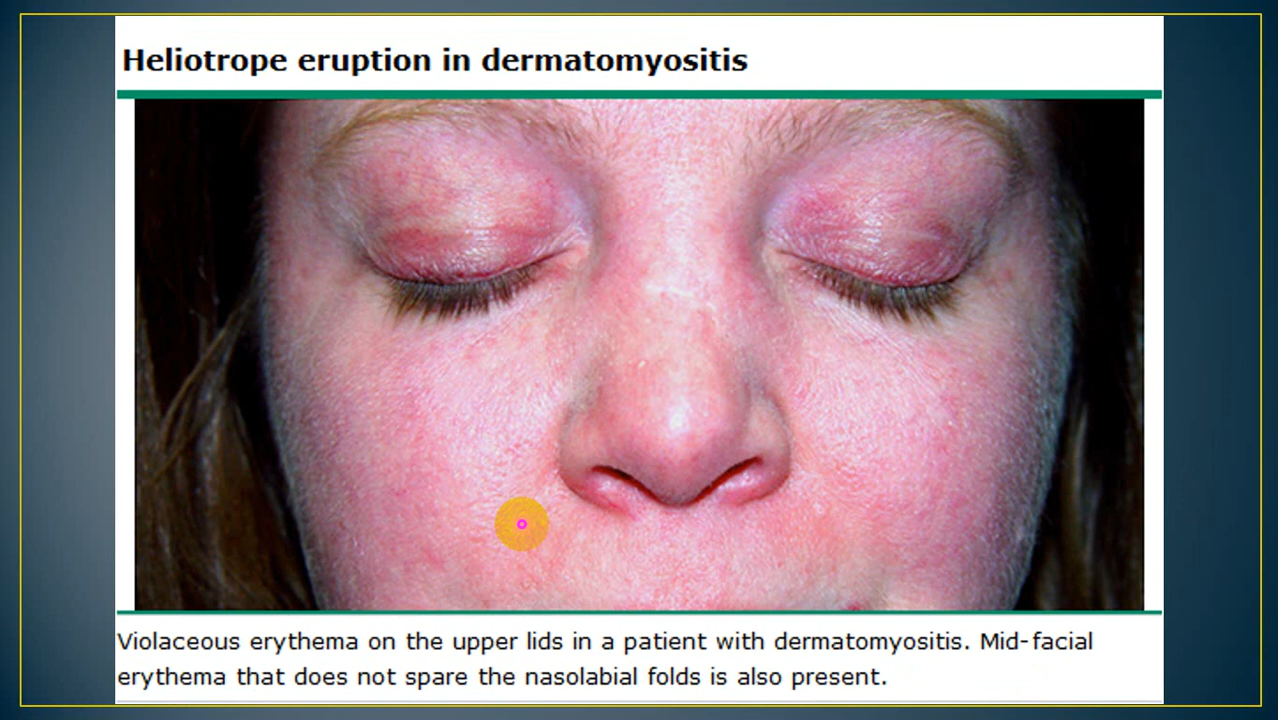 Heliotrope eruption in dermatomyositis
Violaceous erythema on the upper lids in a patient with dermatomyositis. Mid-facial
erythema that does not spare the nasolabial folds is also present.